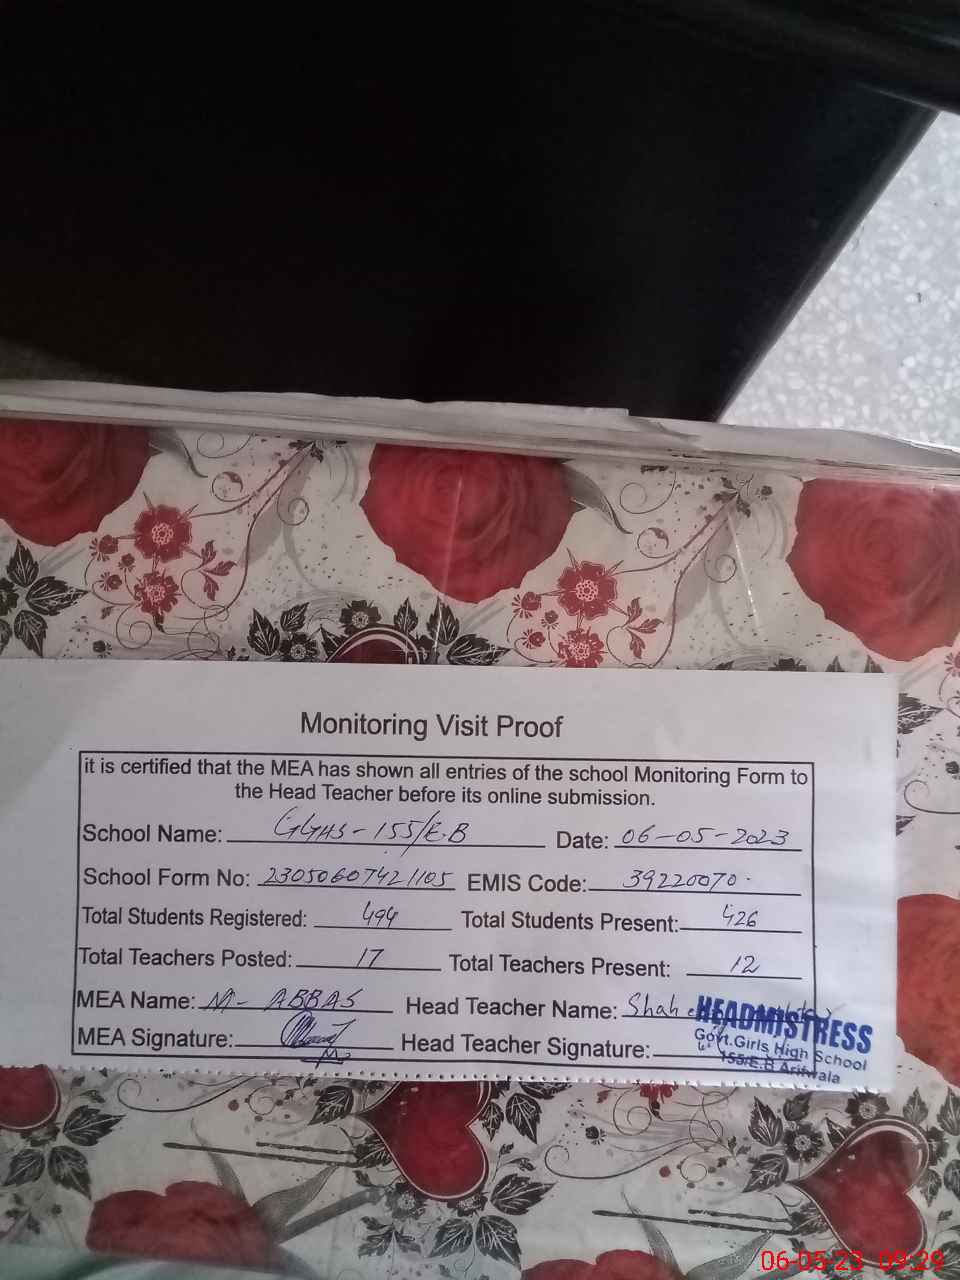 Monitoring Visit Proof
it is certified that the MEA has shown all entries of the school Monitoring Form to
the Head Teacher before its online submission.
School Name: GGHS-155/E.B Date: 06-05-2023
School Form No: 23050607421105 EMIS Code: 39220070.
Total Students Registered: 494 Total Students Present: 426
Total Teachers Posted: 17 Total Teachers Present: 12
MEA Name: M- ABBAS Head Teacher Name:
MEA Signature: Head Teacher Signature:
HEADMISTRESS
Govt.Girls High School
155/E.B Arifwala
06-05-23 09:29